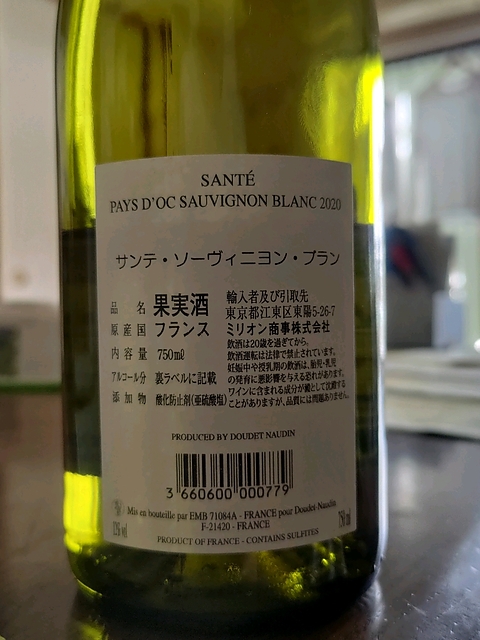 SANTÉ
PAYS D'OC SAUVIGNON BLANC 2020
サンテ・ソーヴィニヨン・ブラン
品 名 果実酒
原産国 フランス
内容量 750mℓ
アルコール分 裏ラベルに記載
添加物 酸化防止剤(亜硫酸塩)
輸入者及び引取先
東京都江東区東陽5-26-7
ミリオン商事株式会社
飲酒は20歳を過ぎてから。
飲酒運転は法律で禁止されています。
妊娠中や授乳期の飲酒は、胎児・乳児
の発育に悪影響を与える恐れがあります。
ワインに含まれる成分が澱として沈殿する
ことがありますが、品質には問題ありません。
PRODUCED BY DOUDET NAUDIN
3 660600 000779
Mis en bouteille par EMB 71084A - FRANCE pour Doudet-Naudin
F-21420 - FRANCE
12% vol
750 ml
PRODUCT OF FRANCE - CONTAINS SULFITES